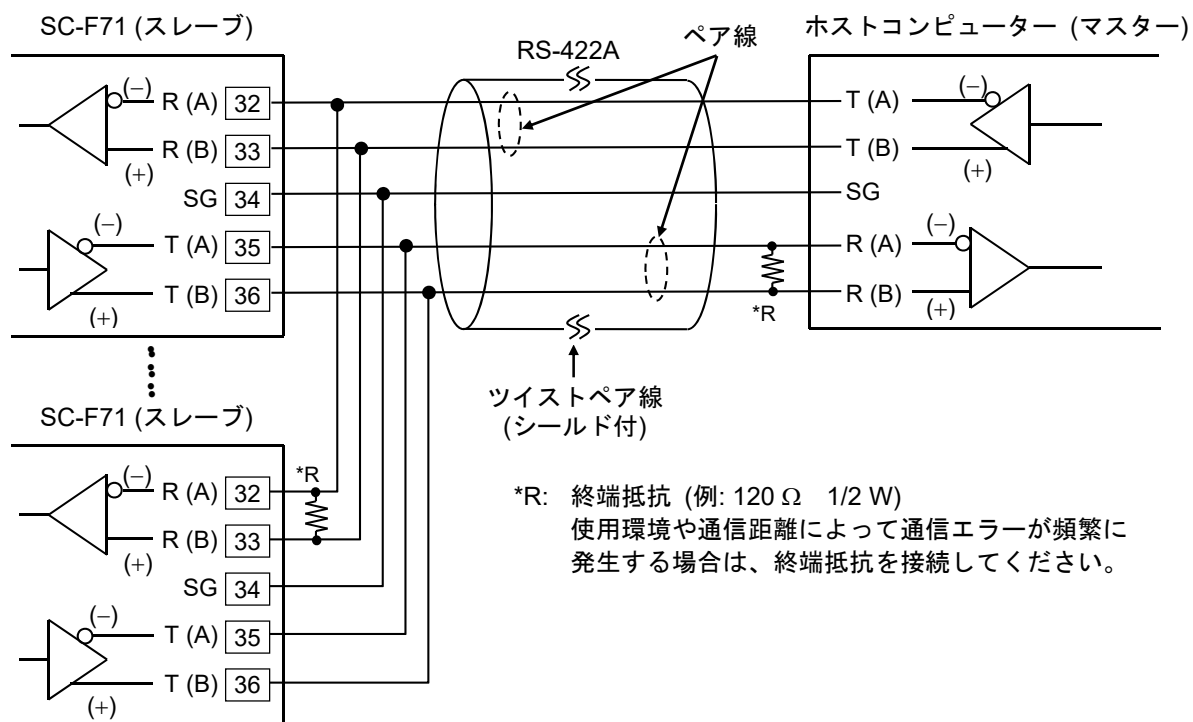 SC-F71 (スレーブ)
ホストコンピューター (マスター)
ペア線
RS-422A
(−) R (A) 32
T (A) (−)
R (B) 33
(+)
T (B)
(+)
SG 34
SG
(−)
T (A) 35
R (A) (−)
T (B) 36
(+)
R (B) (+)
*R
ツイストペア線
(シールド付)
SC-F71 (スレーブ)
(−) R (A) 32
*R
R (B) 33
(+)
SG 34
(−)
T (A) 35
T (B) 36
(+)
*R: 終端抵抗 (例: 120 Ω 1/2 W)
使用環境や通信距離によって通信エラーが頻繁に
発生する場合は、終端抵抗を接続してください。